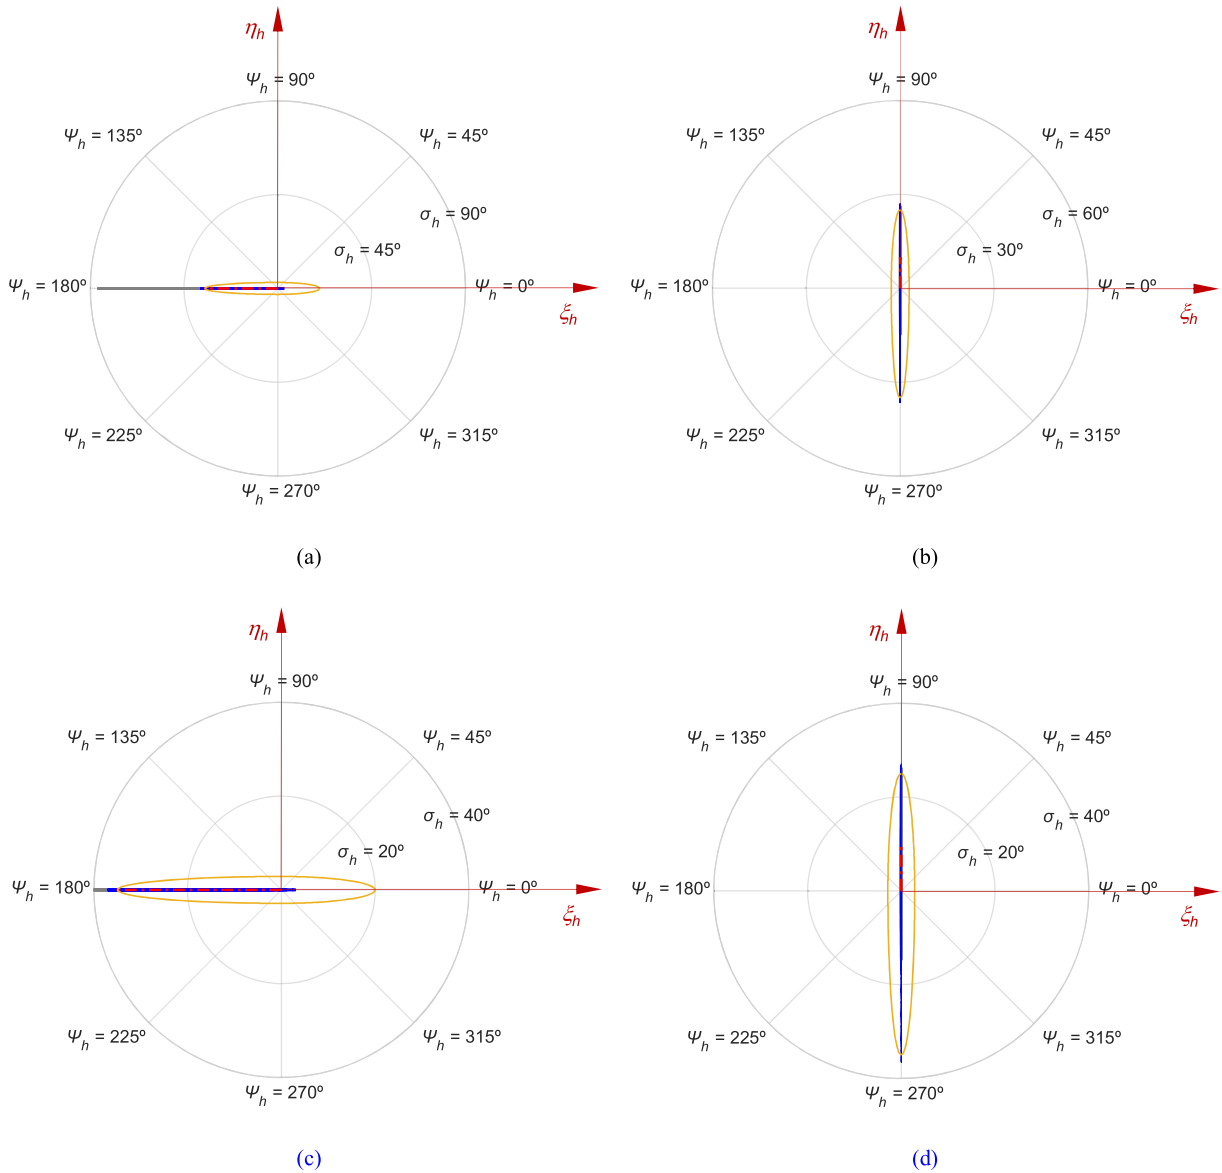 η_h
Ψ_h = 90º
Ψ_h = 135º
Ψ_h = 45º
σ_h = 90º
σ_h = 45º
Ψ_h = 180º
Ψ_h = 0º
ξ_h
Ψ_h = 225º
Ψ_h = 315º
Ψ_h = 270º
(a)
η_h
Ψ_h = 90º
Ψ_h = 135º
Ψ_h = 45º
σ_h = 60º
σ_h = 30º
Ψ_h = 180º
Ψ_h = 0º
ξ_h
Ψ_h = 225º
Ψ_h = 315º
Ψ_h = 270º
(b)
η_h
Ψ_h = 90º
Ψ_h = 135º
Ψ_h = 45º
σ_h = 40º
σ_h = 20º
Ψ_h = 180º
Ψ_h = 0º
ξ_h
Ψ_h = 225º
Ψ_h = 315º
Ψ_h = 270º
(c)
η_h
Ψ_h = 90º
Ψ_h = 135º
Ψ_h = 45º
σ_h = 40º
σ_h = 20º
Ψ_h = 180º
Ψ_h = 0º
ξ_h
Ψ_h = 225º
Ψ_h = 315º
Ψ_h = 270º
(d)